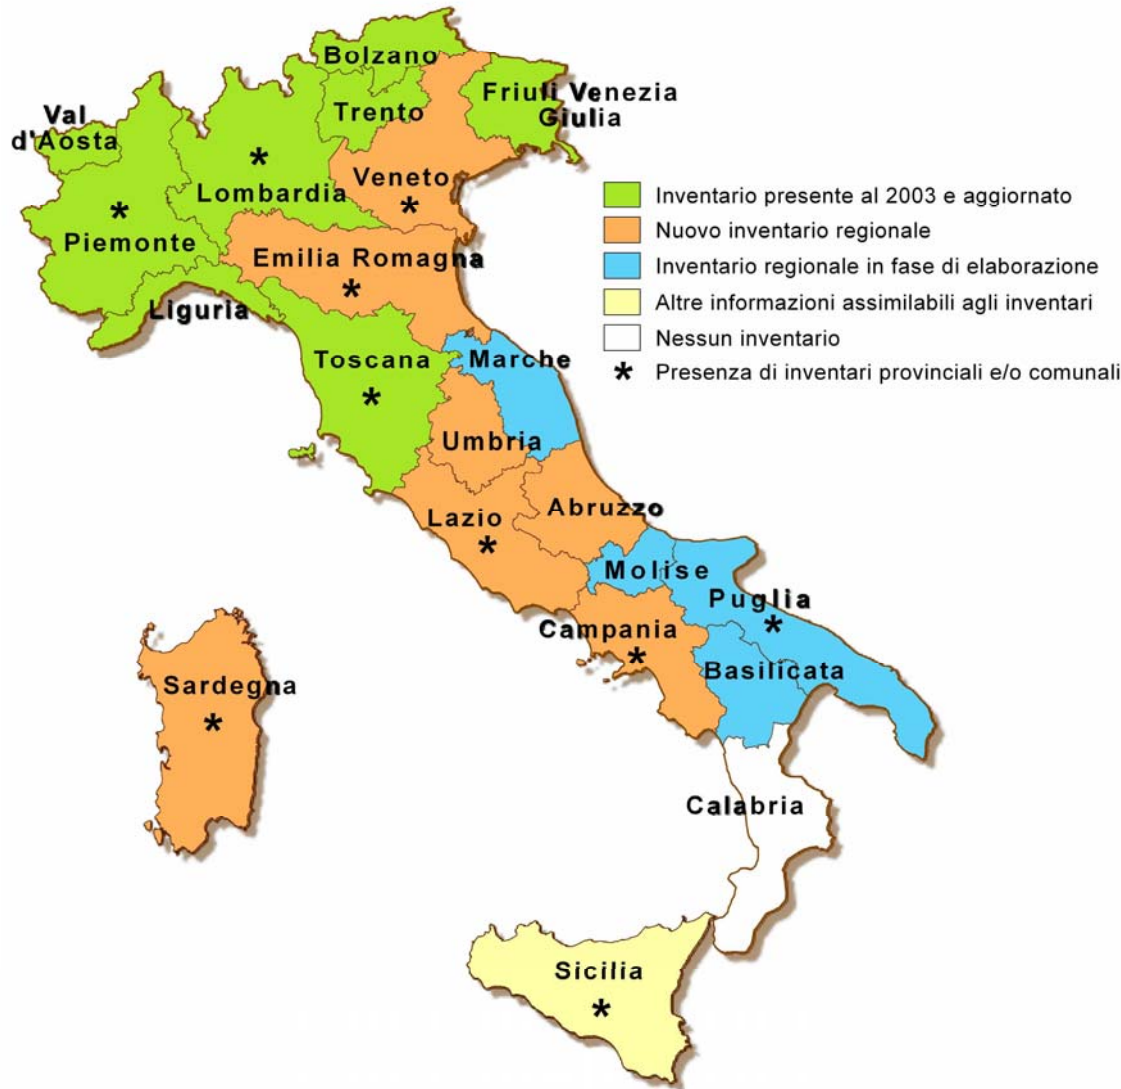 Bolzano
Trento
Friuli Venezia
Giulia
Val
d'Aosta
*
Lombardia
Veneto
*
*
Piemonte
Emilia Romagna
*
Liguria
Toscana
*
Marche
Umbria
Lazio
*
Abruzzo
Molise
Puglia
*
Campania
*
Basilicata
Sardegna
*
Calabria
Sicilia
*
Inventario presente al 2003 e aggiornato
Nuovo inventario regionale
Inventario regionale in fase di elaborazione
Altre informazioni assimilabili agli inventari
Nessun inventario
* Presenza di inventari provinciali e/o comunali